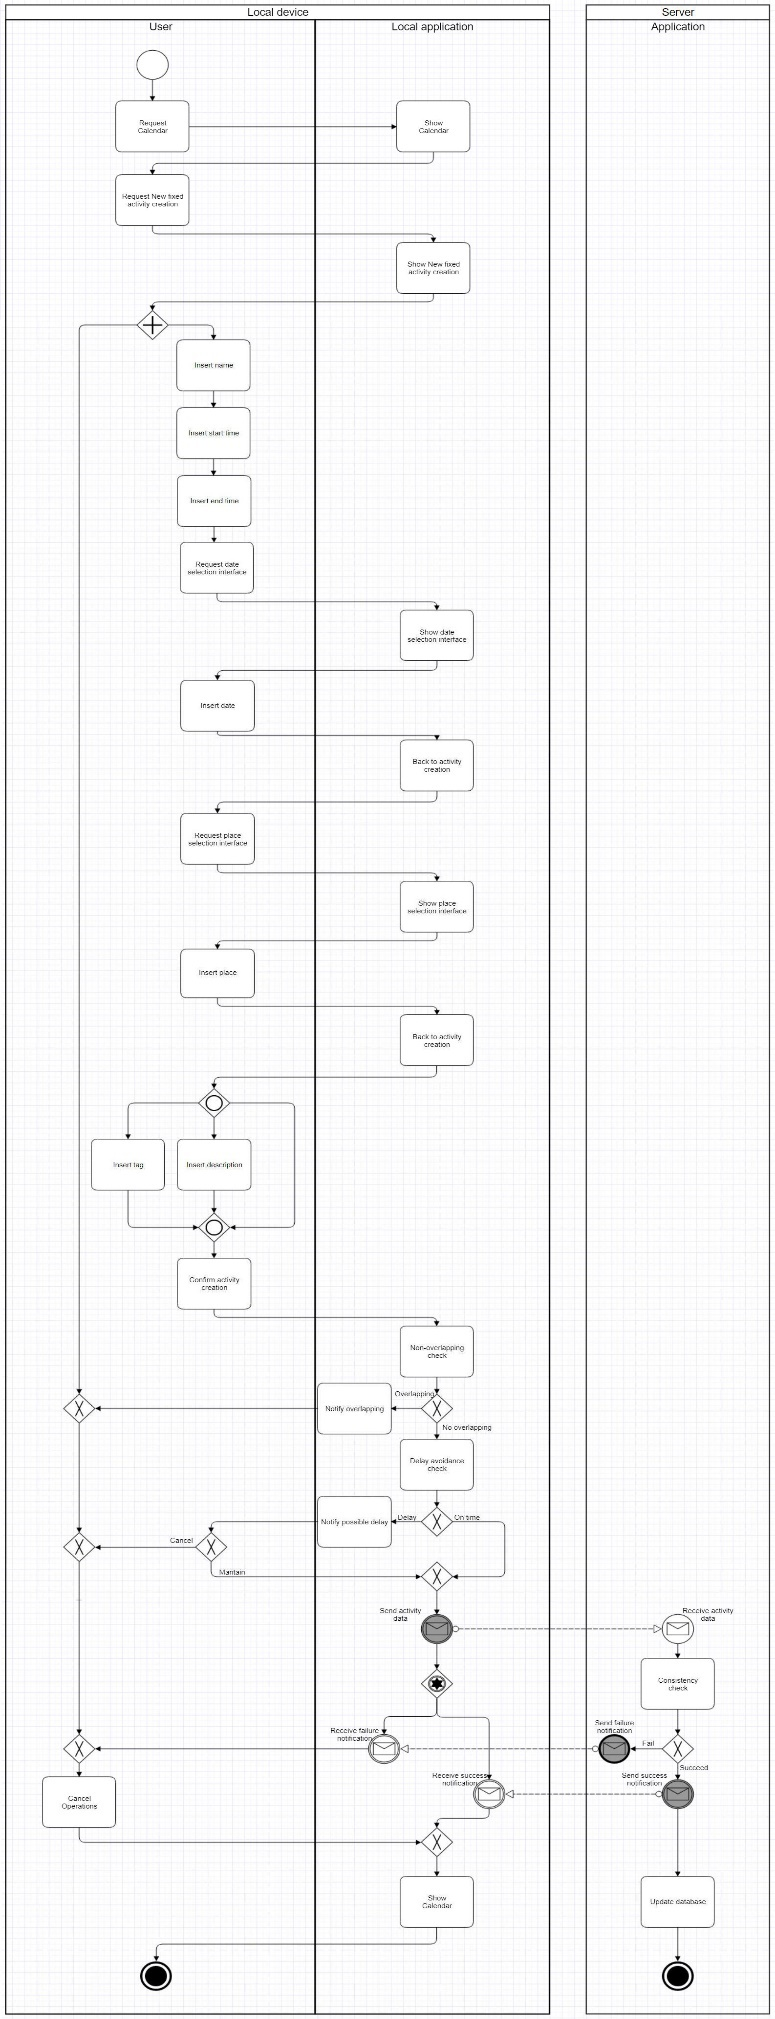 Local device
Server
User
Local application
Application
Request
Calendar
Show
Calendar
Request New fixed
activity creation
Show New fixed
activity creation
Insert name
Insert start time
Insert end time
Request date
selection interface
Show date
selection interface
Insert date
Back to activity
creation
Request place
selection interface
Show place
selection interface
Insert place
Back to activity
creation
Insert tag
Insert description
Confirm activity
creation
Non-overlapping
check
Overlapping
Notify overlapping
No overlapping
Delay avoidance
check
Notify possible delay
Delay
On time
Cancel
Mantain
Send activity
data
Receive activity
data
Consistency
check
Send failure
notification
Receive failure
notification
Fail
Succeed
Receive success
notification
Send success
notification
Cancel
Operations
Show
Calendar
Update database